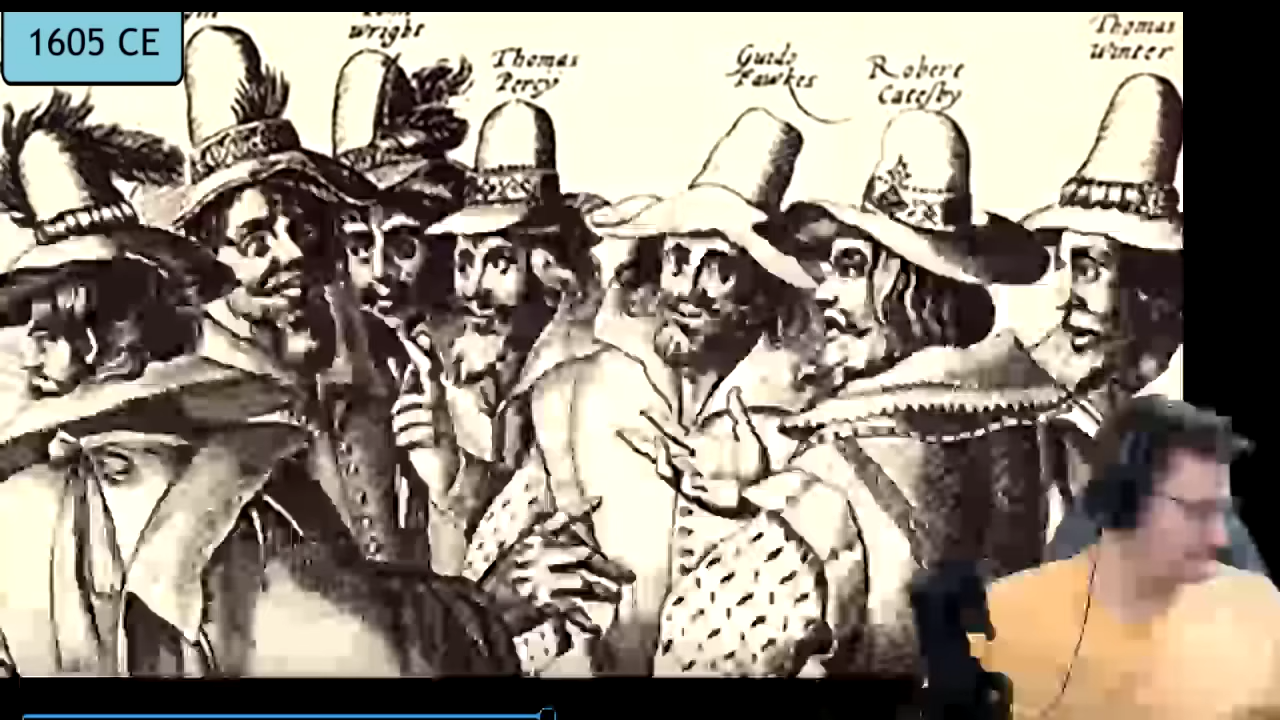 1605 CE
Wright
Thomas
Percy
Guido
Fawkes
Robert
Catesby
Thomas
Winter